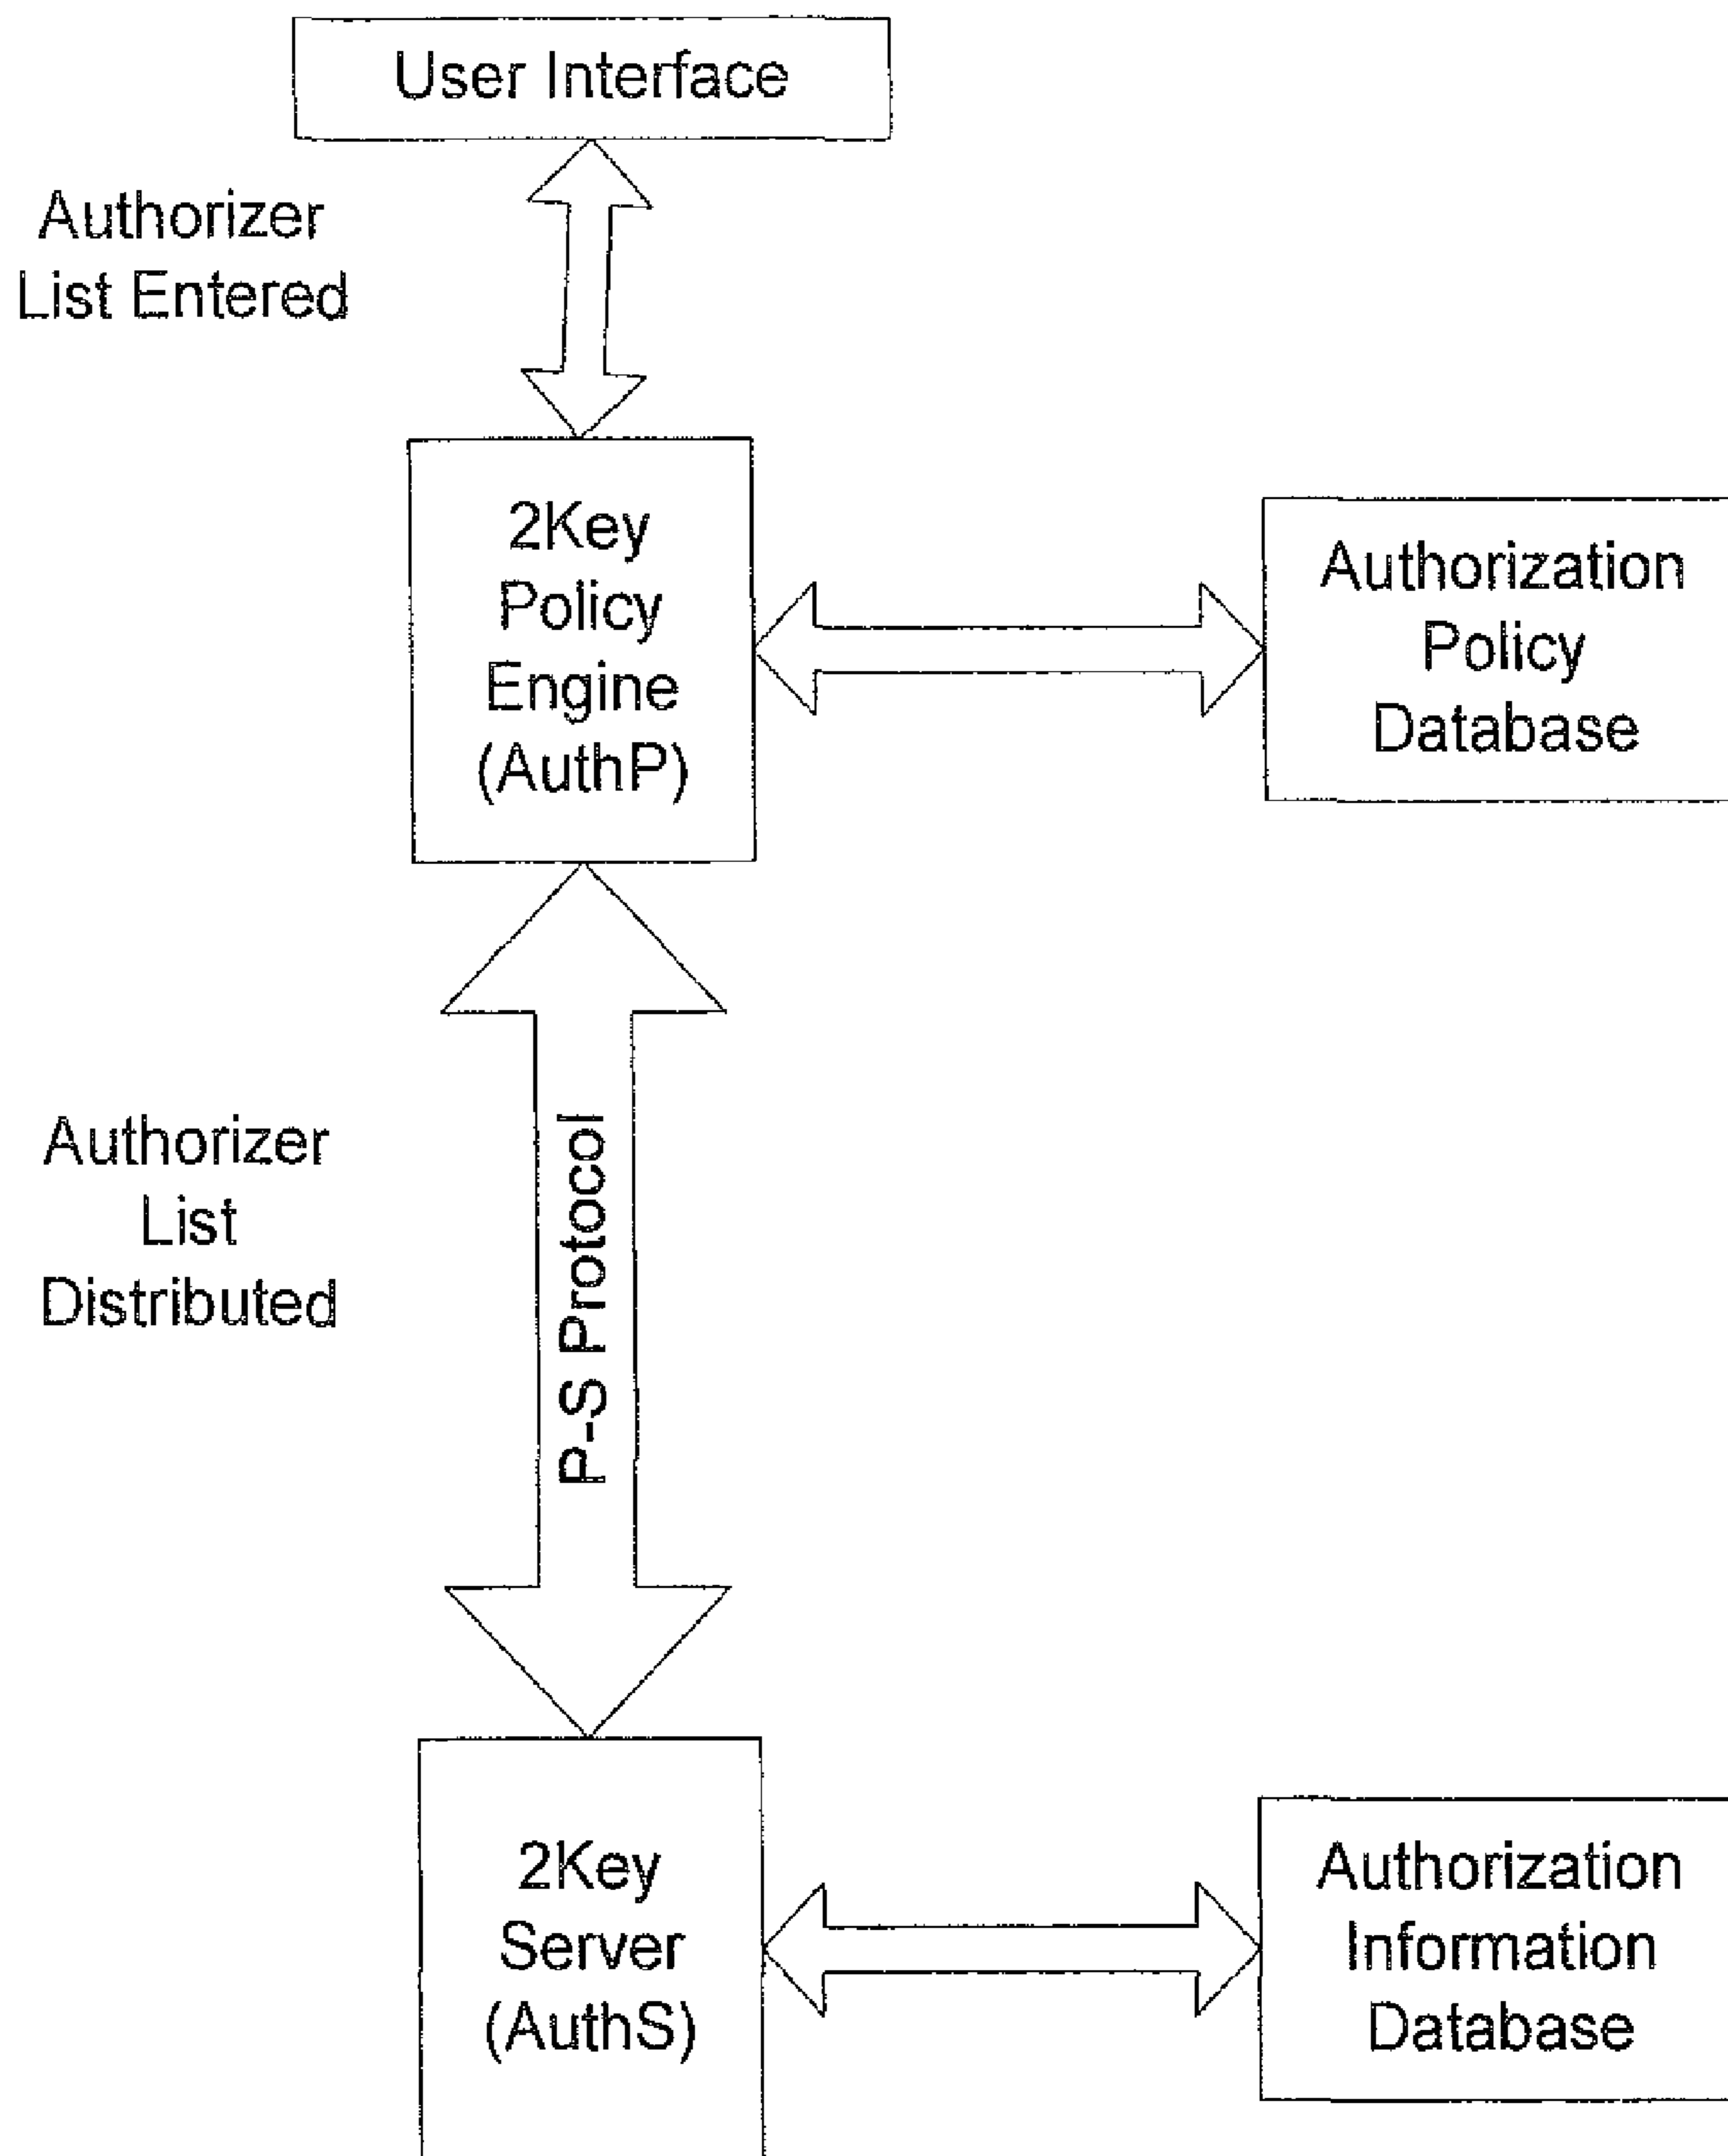 User Interface
Authorizer
List Entered
2Key
Policy
Engine
(AuthP)
Authorization
Policy
Database
Authorizer
List
Distributed
P-S Protocol
2Key
Server
(AuthS)
Authorization
Information
Database